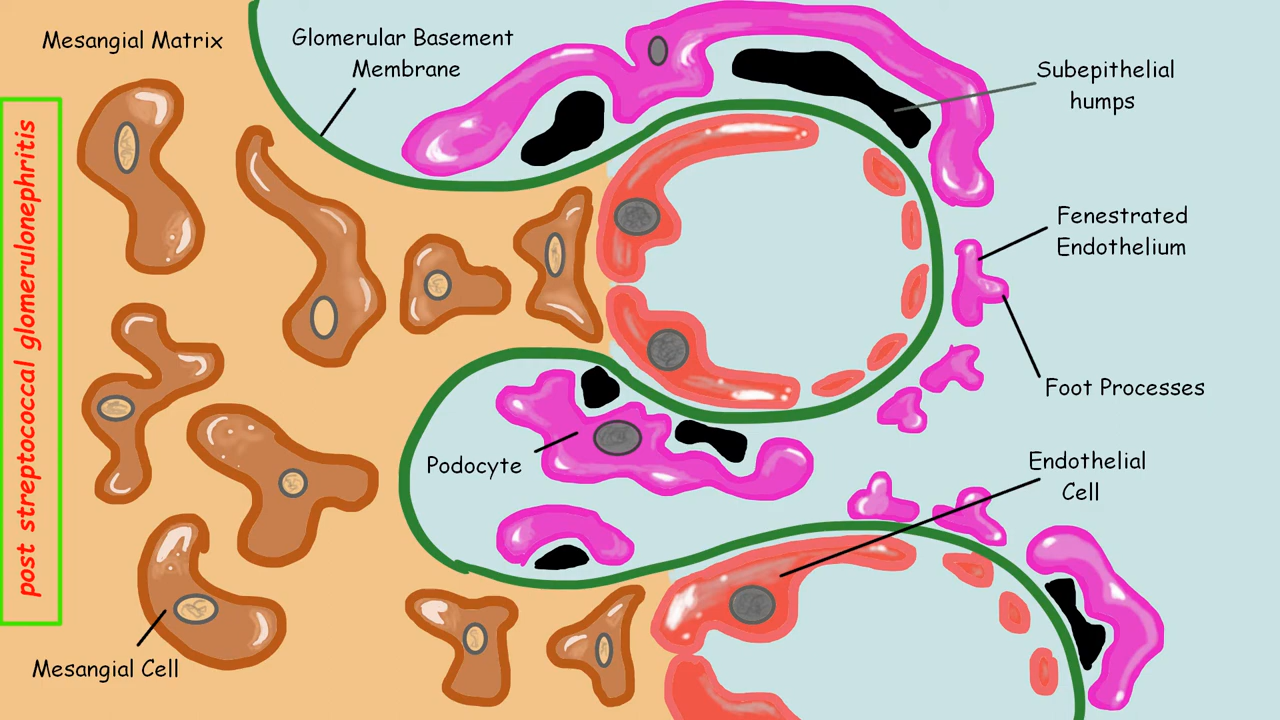 Mesangial Matrix
Glomerular Basement
Membrane
Subepithelial
humps
post streptococcal glomerulonephritis
Fenestrated
Endothelium
Foot Processes
Podocyte
Endothelial
Cell
Mesangial Cell